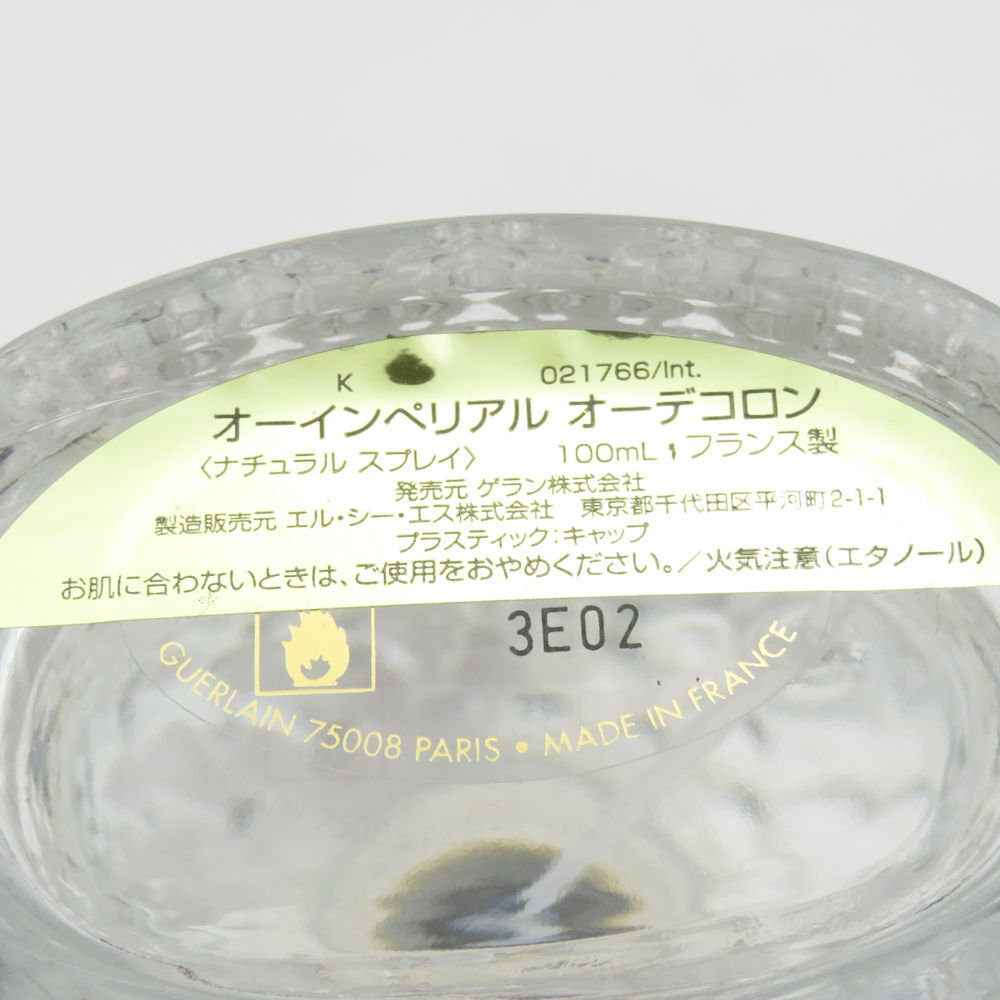 K 021766/Int.
オーインペリアル オーデコロン
〈ナチュラル スプレイ〉 100mL フランス製
発売元 ゲラン株式会社
製造販売元 エル・シー・エス株式会社 東京都千代田区平河町2-1-1
プラスティック:キャップ
お肌に合わないときは、ご使用をおやめください。／火気注意(エタノール)
3E02
GUERLAIN 75008 PARIS • MADE IN FRANCE